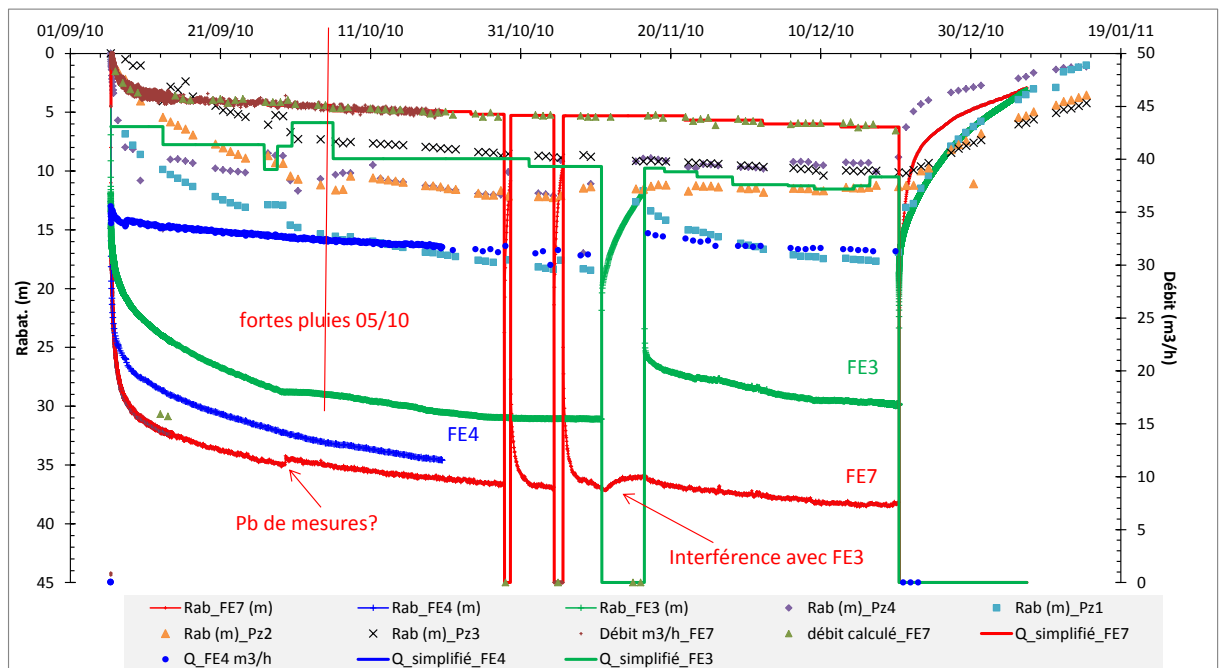 01/09/10 21/09/10 11/10/10 31/10/10 20/11/10 10/12/10 30/12/10 19/01/11
0 50
5 45
10 40
15 35
20 30
25 25
30 20
35 15
40 10
45 5
0
Rabat. (m)
Débit (m3/h)
fortes pluies 05/10
FE3
FE4
FE7
Pb de mesures?
Interférence avec FE3
Rab_FE7 (m) Rab_FE4 (m) Rab_FE3 (m) Rab (m)_Pz4 Rab (m)_Pz1
Rab (m)_Pz2 Rab (m)_Pz3 Débit m3/h_FE7 débit calculé_FE7 Q_simplifié_FE7
Q_FE4 m3/h Q_simplifié_FE4 Q_simplifié_FE3